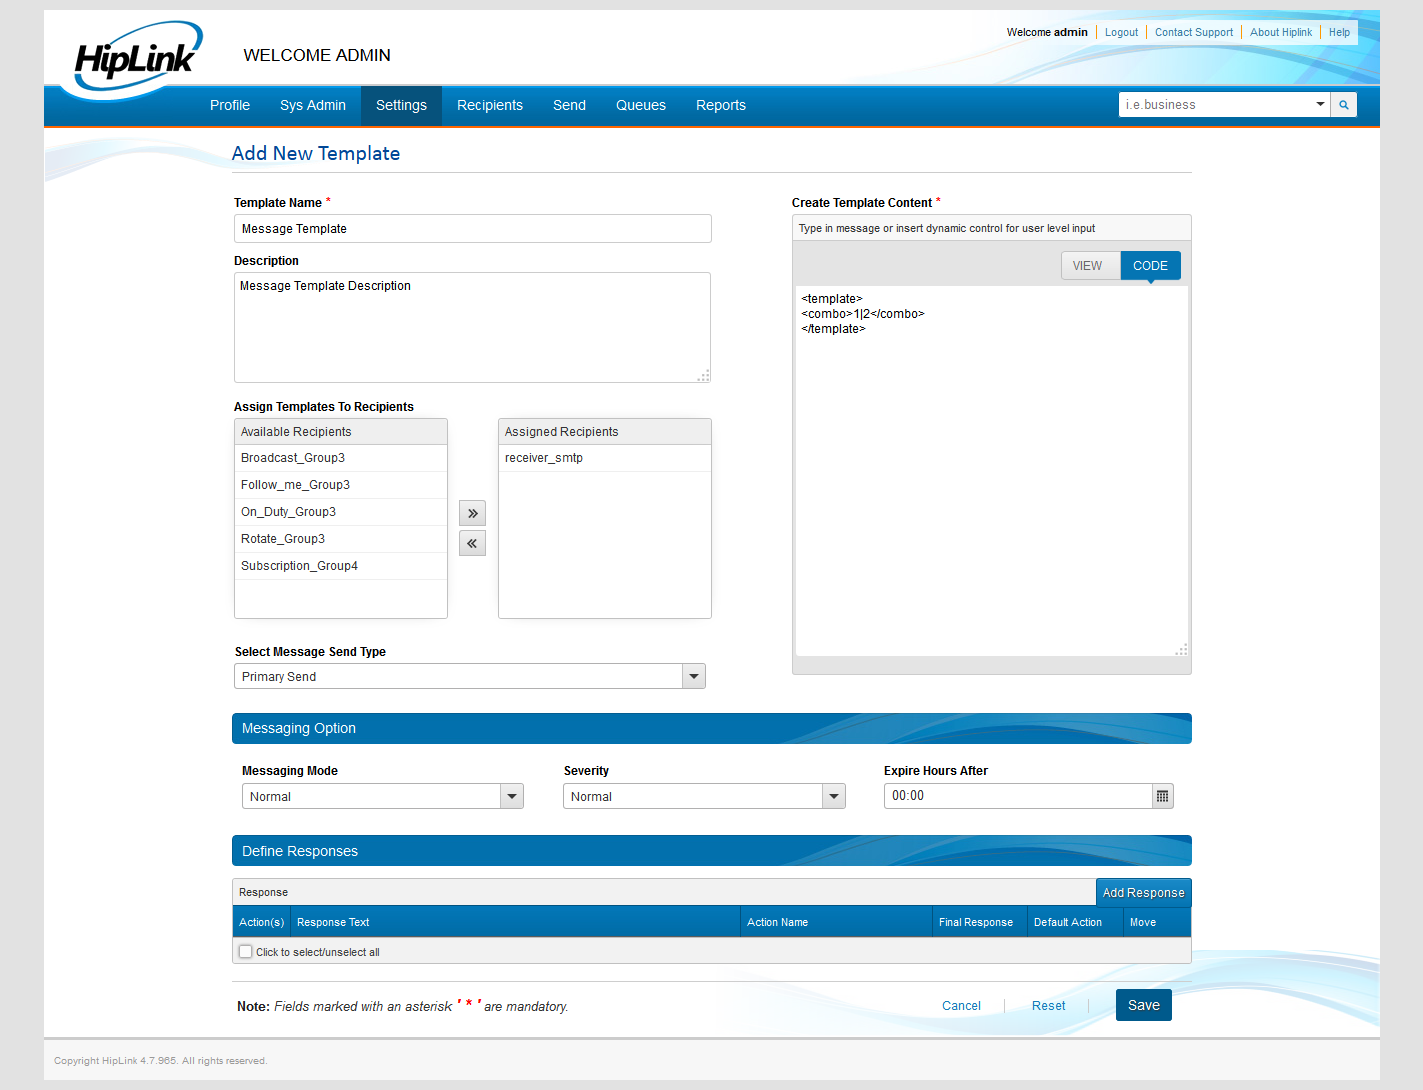 HipLink
WELCOME ADMIN
Welcome admin Logout Contact Support About Hiplink Help
Profile Sys Admin Settings Recipients Send Queues Reports
i.e.business
Add New Template
Template Name *
Message Template
Description
Message Template Description
Assign Templates To Recipients
Available Recipients
Broadcast_Group3
Follow_me_Group3
On_Duty_Group3
Rotate_Group3
Subscription_Group4
Assigned Recipients
receiver_smtp
Select Message Send Type
Primary Send
Create Template Content *
Type in message or insert dynamic control for user level input
VIEW CODE
<template>
<combo>1|2</combo>
</template>
Messaging Option
Messaging Mode Severity Expire Hours After
Normal Normal 00:00
Define Responses
Response Add Response
Action(s) Response Text Action Name Final Response Default Action Move
Click to select/unselect all
Note: Fields marked with an asterisk ' * ' are mandatory.
Cancel Reset Save
Copyright HipLink 4.7.965. All rights reserved.